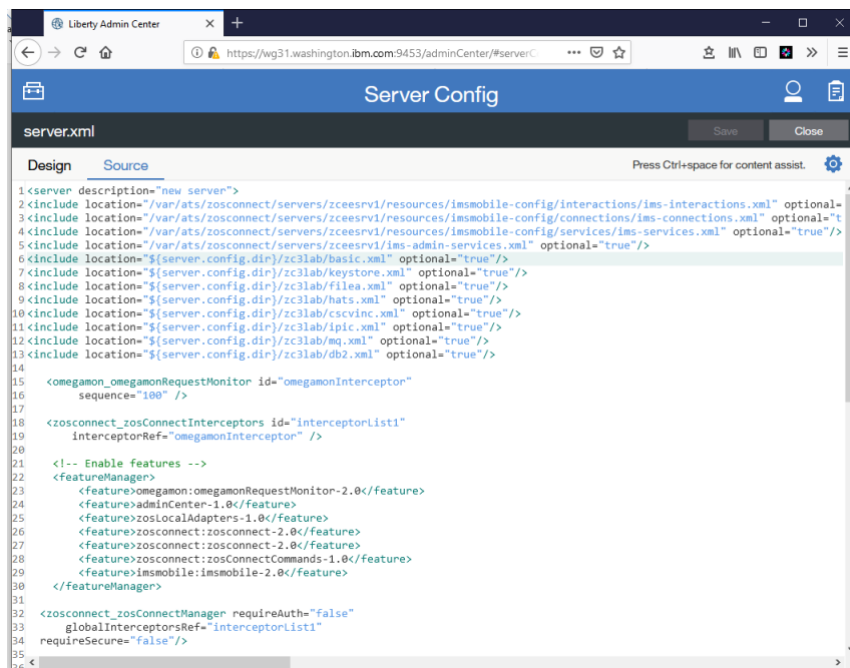 Liberty Admin Center
https://wg31.washington.ibm.com:9453/adminCenter/#serverC
Server Config
server.xml
Save
Close
Design
Source
Press Ctrl+space for content assist.
1 <server description="new server">
2 <include location="/var/ats/zosconnect/servers/zceesrv1/resources/imsmobile-config/interactions/ims-interactions.xml" optional=
3 <include location="/var/ats/zosconnect/servers/zceesrv1/resources/imsmobile-config/connections/ims-connections.xml" optional="t
4 <include location="/var/ats/zosconnect/servers/zceesrv1/resources/imsmobile-config/services/ims-services.xml" optional="true"/>
5 <include location="/var/ats/zosconnect/servers/zceesrv1/ims-admin-services.xml" optional="true"/>
6 <include location="${server.config.dir}/zc3lab/basic.xml" optional="true"/>
7 <include location="${server.config.dir}/zc3lab/keystore.xml" optional="true"/>
8 <include location="${server.config.dir}/zc3lab/filea.xml" optional="true"/>
9 <include location="${server.config.dir}/zc3lab/hats.xml" optional="true"/>
10 <include location="${server.config.dir}/zc3lab/cscvinc.xml" optional="true"/>
11 <include location="${server.config.dir}/zc3lab/ipic.xml" optional="true"/>
12 <include location="${server.config.dir}/zc3lab/mq.xml" optional="true"/>
13 <include location="${server.config.dir}/zc3lab/db2.xml" optional="true"/>
14
15 <omegamon_omegamonRequestMonitor id="omegamonInterceptor"
16 sequence="100" />
17
18 <zosconnect_zosConnectInterceptors id="interceptorList1"
19 interceptorRef="omegamonInterceptor" />
20
21 <!-- Enable features -->
22 <featureManager>
23 <feature>omegamon:omegamonRequestMonitor-2.0</feature>
24 <feature>adminCenter-1.0</feature>
25 <feature>zosLocalAdapters-1.0</feature>
26 <feature>zosconnect:zosconnect-2.0</feature>
27 <feature>zosconnect:zosconnect-2.0</feature>
28 <feature>zosconnect:zosConnectCommands-1.0</feature>
29 <feature>imsmobile:imsmobile-2.0</feature>
30 </featureManager>
31
32 <zosconnect_zosConnectManager requireAuth="false"
33 globalInterceptorsRef="interceptorList1"
34 requireSecure="false"/>
35
36